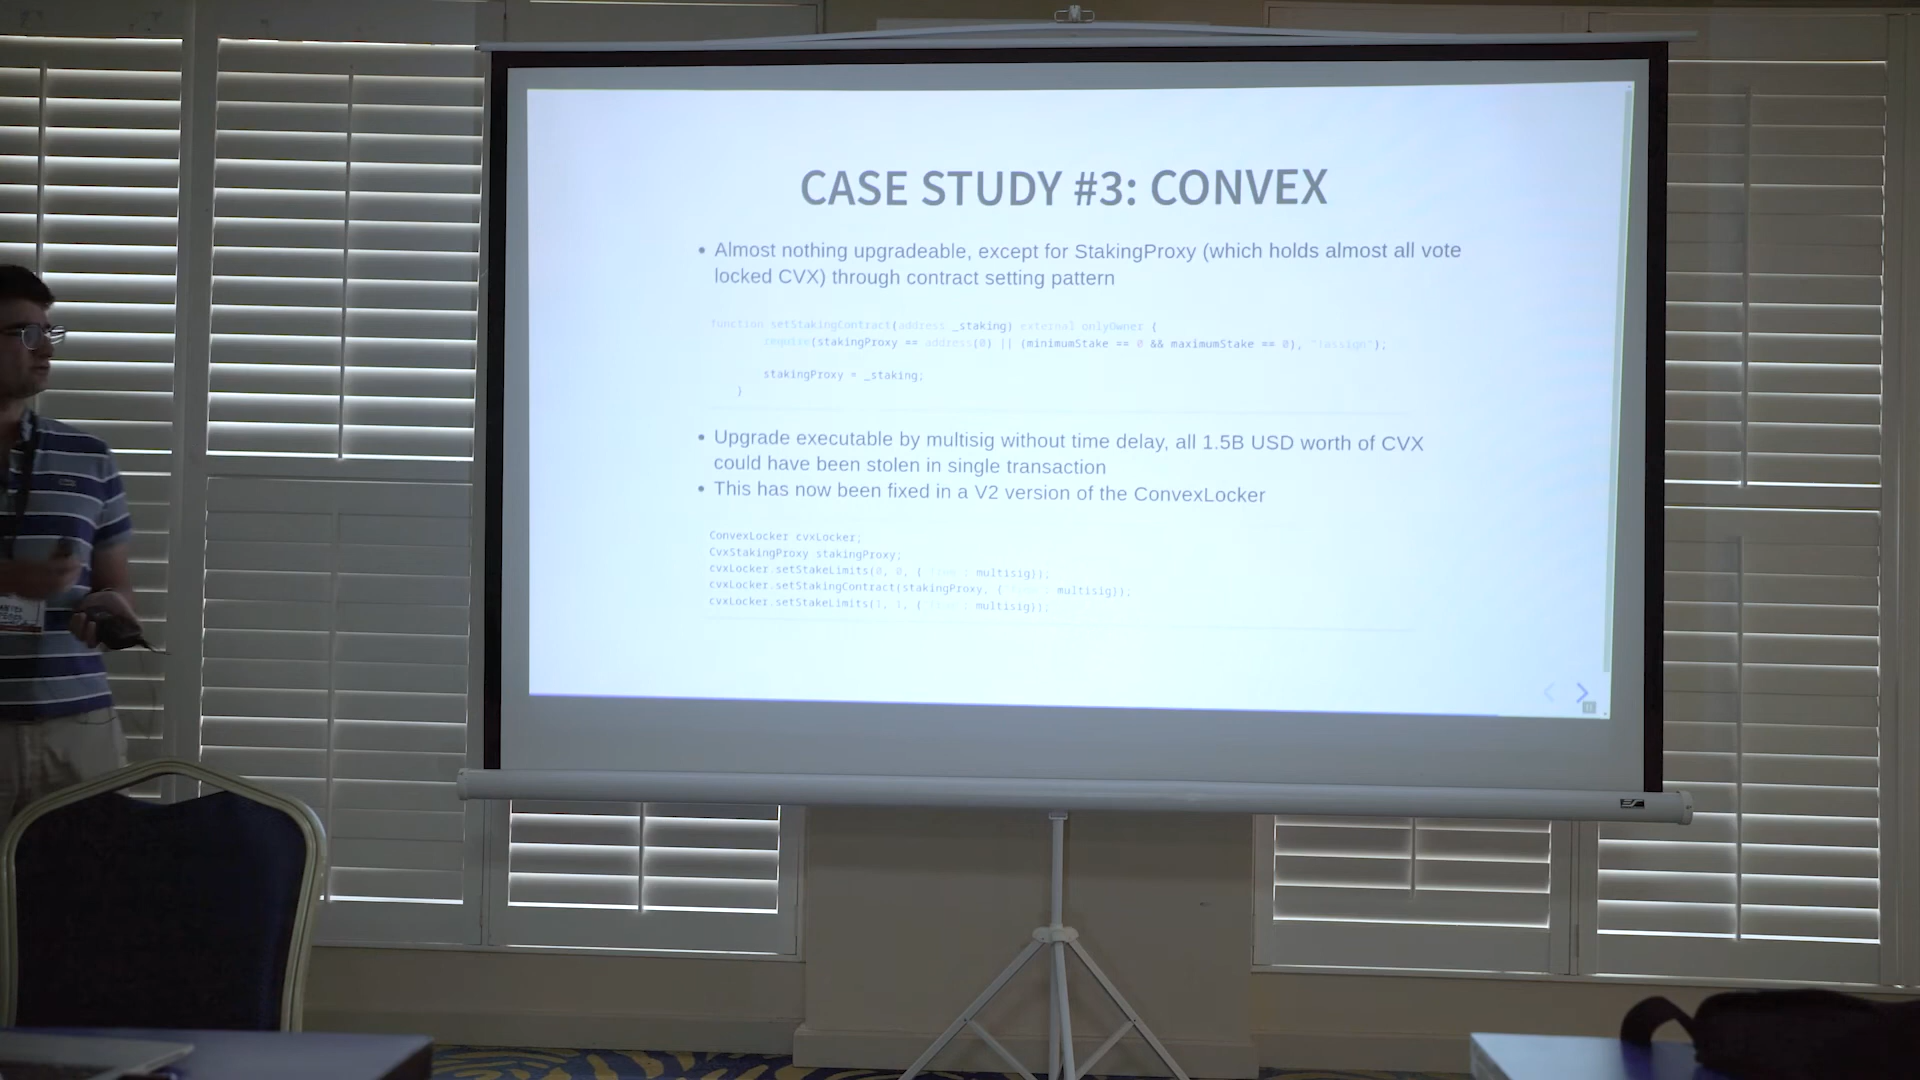 CASE STUDY #3: CONVEX
• Almost nothing upgradeable, except for StakingProxy (which holds almost all vote
locked CVX) through contract setting pattern
function setStakingContract(address _staking) external onlyOwner {
require(stakingProxy == address(0) || (minimumStake == 0 && maximumStake == 0), "!assign");
stakingProxy = _staking;
}
• Upgrade executable by multisig without time delay, all 1.5B USD worth of CVX
could have been stolen in single transaction
• This has now been fixed in a V2 version of the ConvexLocker
ConvexLocker cvxLocker;
CvxStakingProxy stakingProxy;
cvxLocker.setStakeLimits(0, 0, { : multisig});
cvxLocker.setStakingContract(stakingProxy, { : multisig});
cvxLocker.setStakeLimits(1, 1, { : multisig});